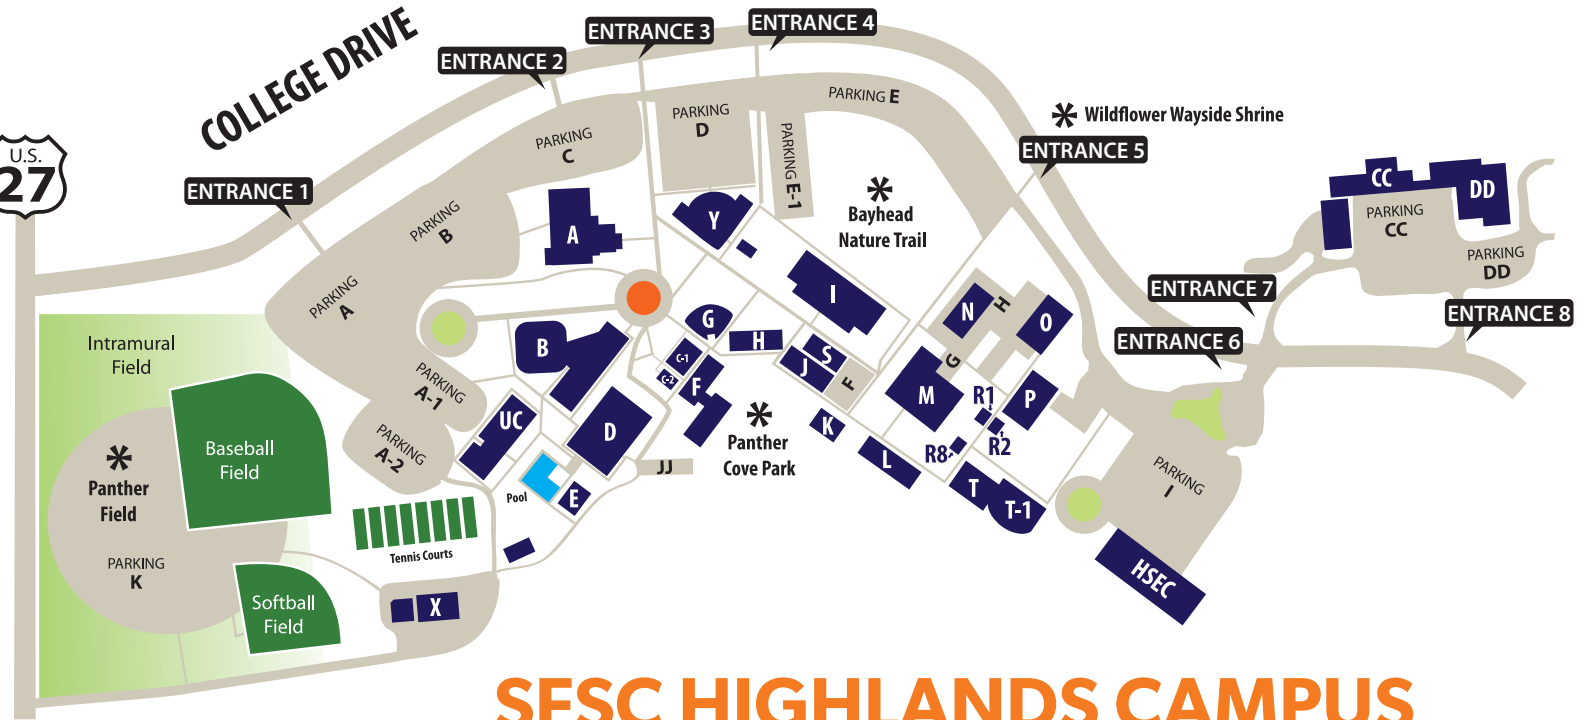 COLLEGE DRIVE
ENTRANCE 1
ENTRANCE 2
ENTRANCE 3
ENTRANCE 4
ENTRANCE 5
ENTRANCE 6
ENTRANCE 7
ENTRANCE 8
U.S.
27
Wildflower Wayside Shrine
PARKING
A
PARKING
B
PARKING
C
PARKING
D
PARKING E
PARKING E-1
Bayhead
Nature Trail
CC
DD
PARKING
CC
PARKING
DD
A
Y
I
G
H
N
H
O
B
C-1
C-2
F
S
J
F
G
M
R1
R2
P
R8
PARKING
A-1
PARKING
A-2
UC
D
Panther
Cove Park
K
L
T
T-1
JJ
Pool
E
Intramural
Field
Baseball
Field
Panther
Field
PARKING
K
Softball
Field
Tennis Courts
X
PARKING
I
HSEC
SFSC HIGHLANDS CAMPUS